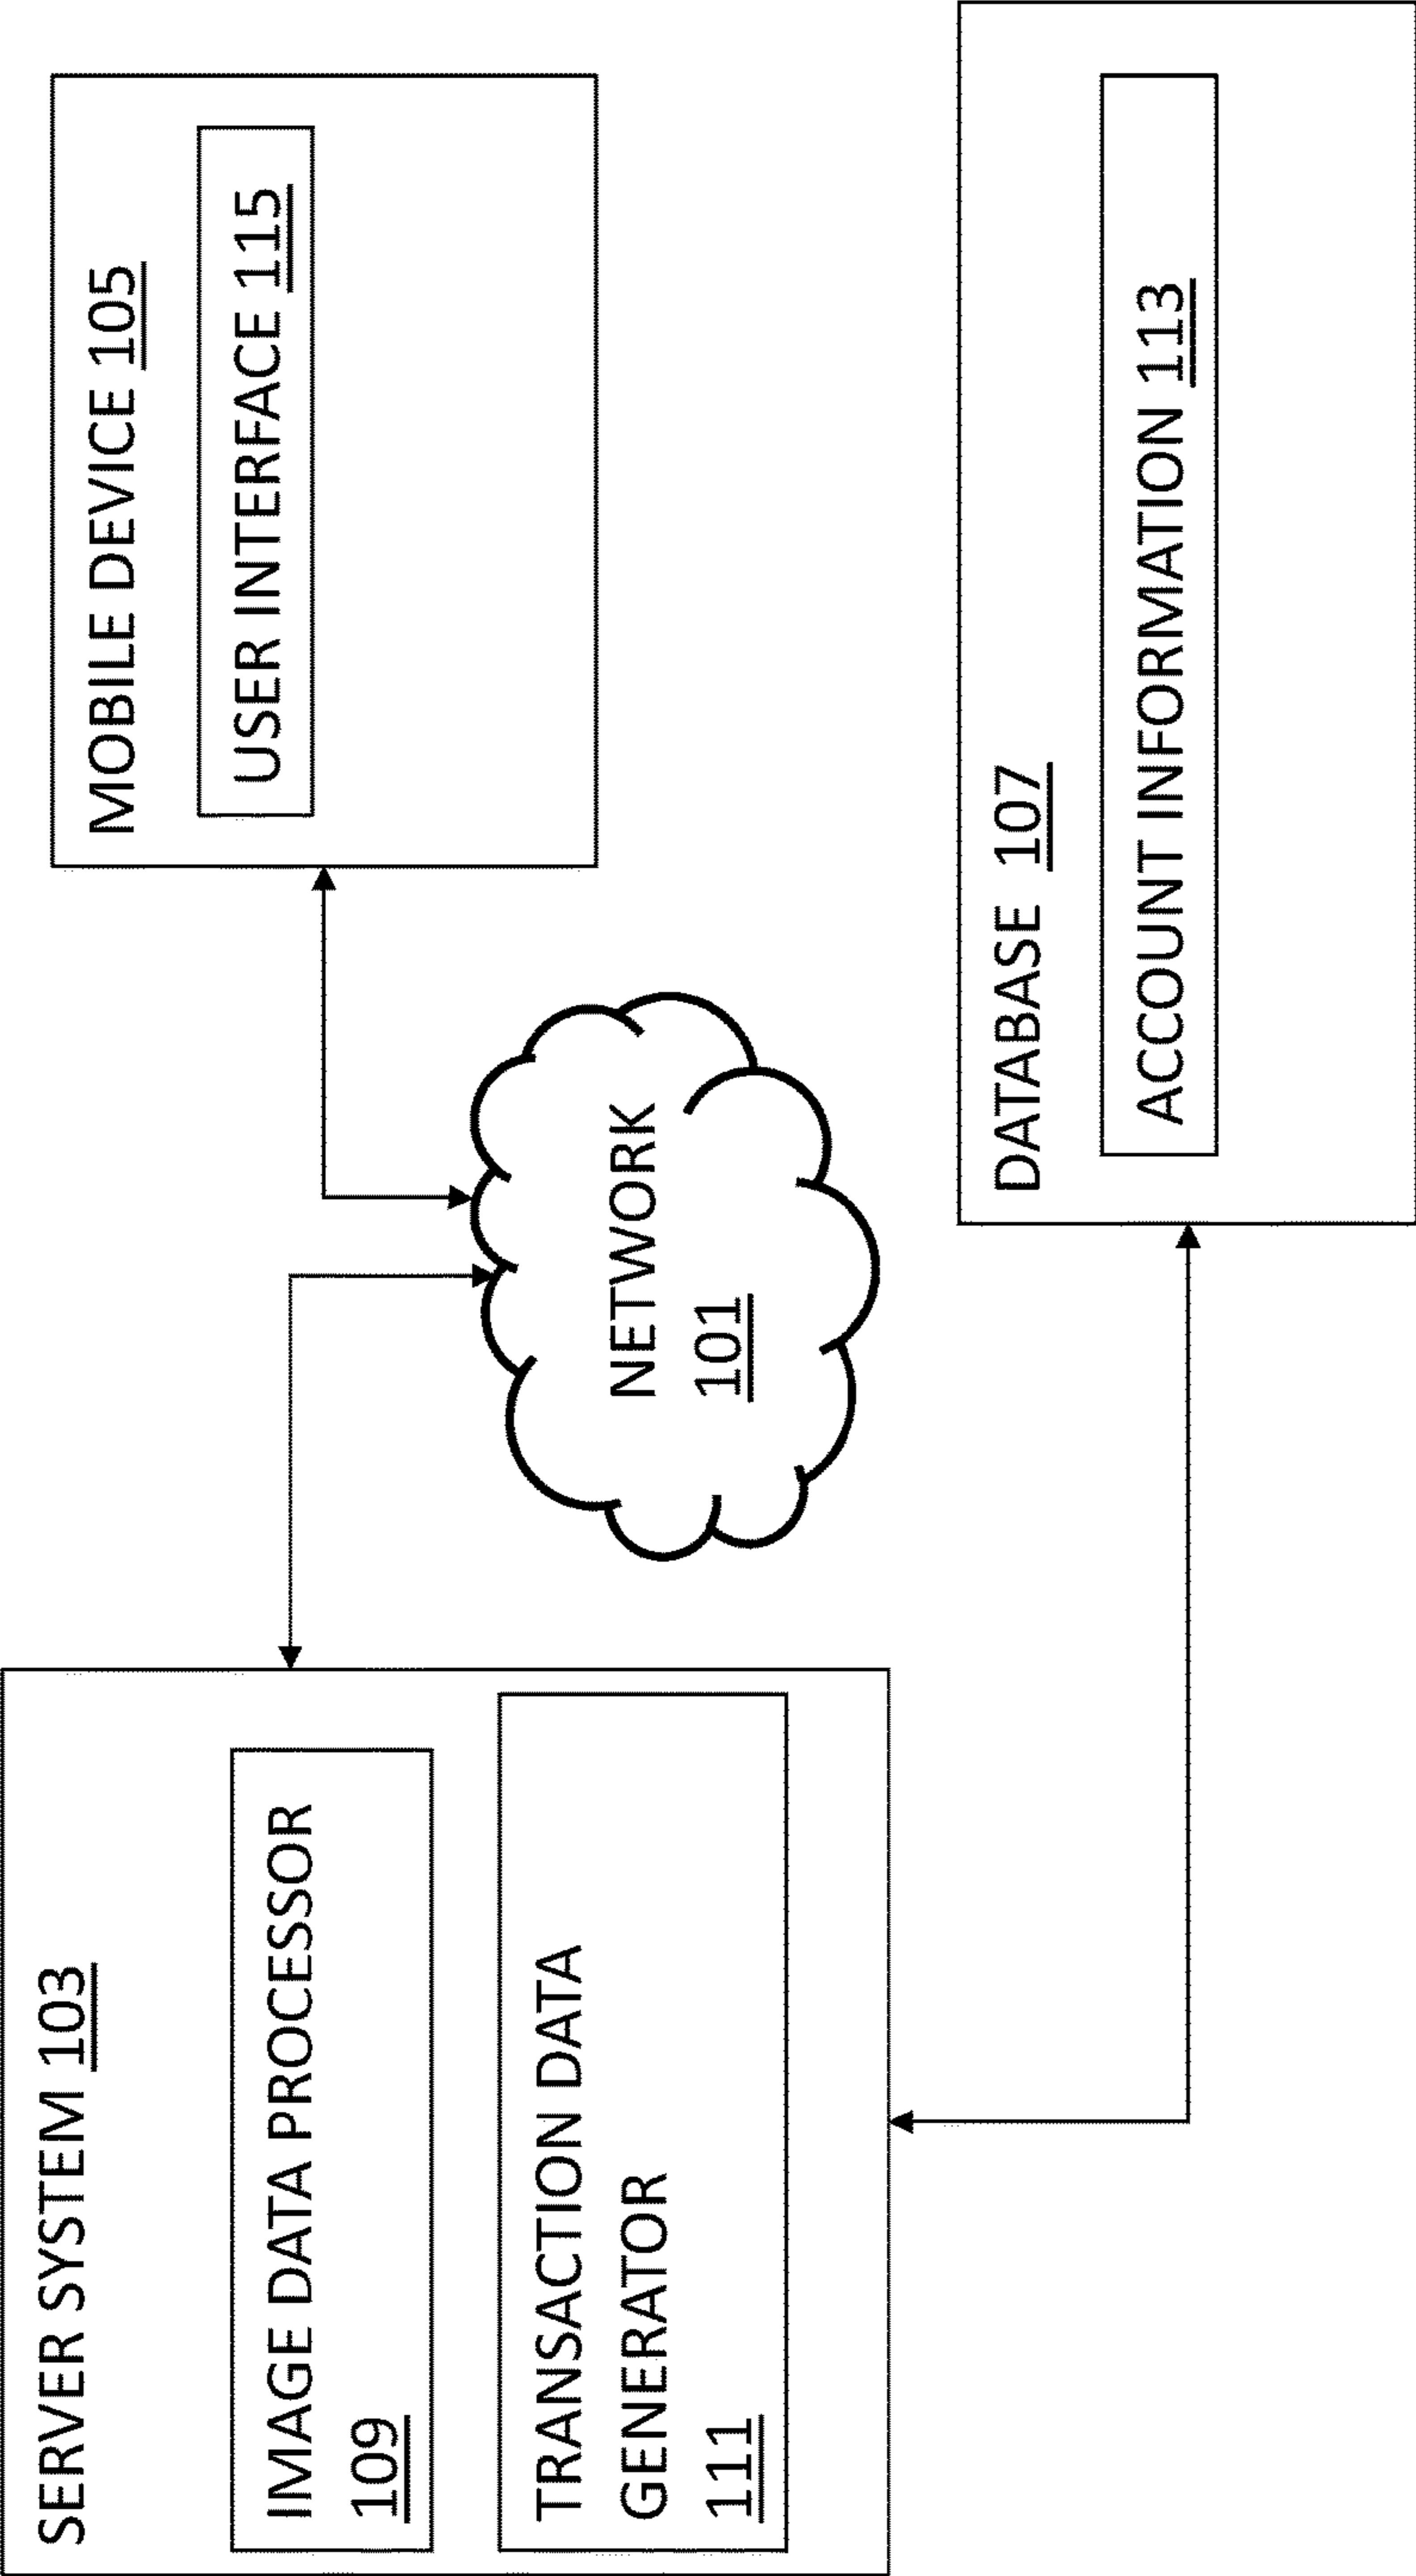 SERVER SYSTEM 103
IMAGE DATA PROCESSOR
109
TRANSACTION DATA
GENERATOR
111
NETWORK
101
MOBILE DEVICE 105
USER INTERFACE 115
DATABASE 107
ACCOUNT INFORMATION 113